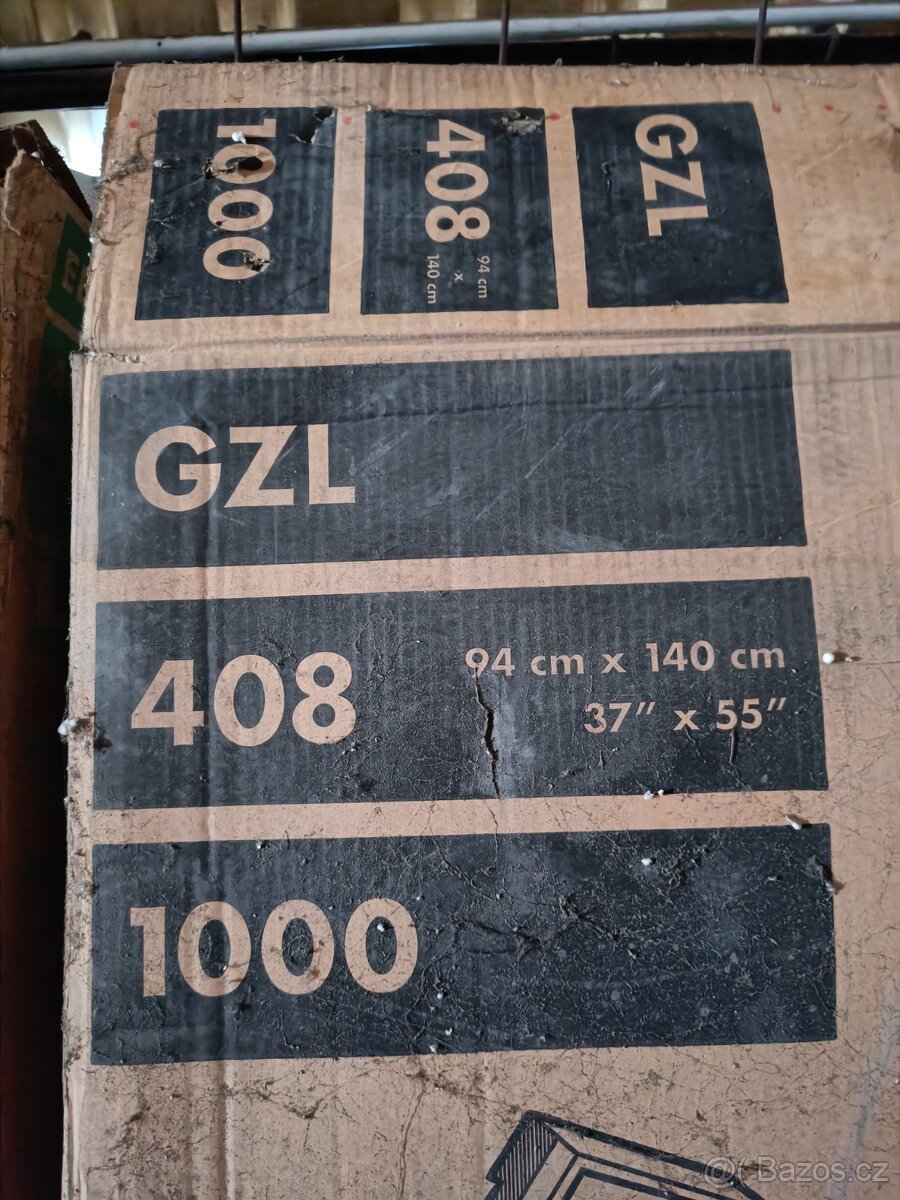 1000
408
94 cm
x
140 cm
GZL
GZL
408
94 cm x 140 cm
37" x 55"
1000
Bazos.cz